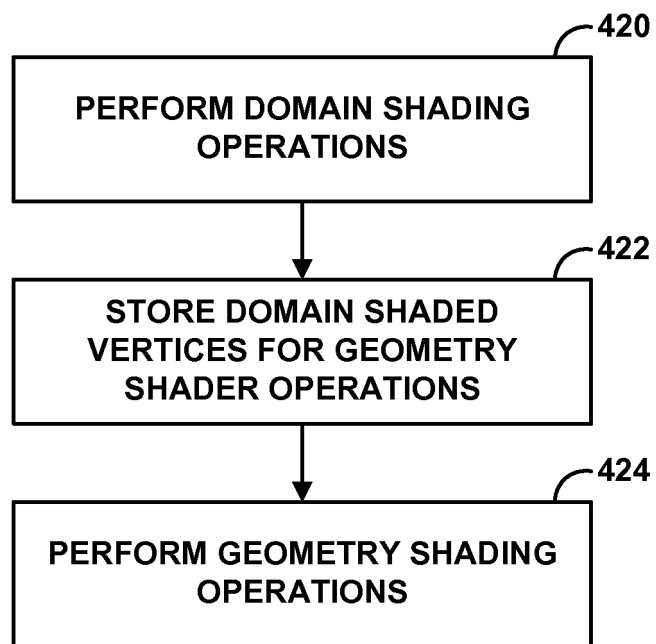 420
PERFORM DOMAIN SHADING
OPERATIONS
422
STORE DOMAIN SHADED
VERTICES FOR GEOMETRY
SHADER OPERATIONS
424
PERFORM GEOMETRY SHADING
OPERATIONS